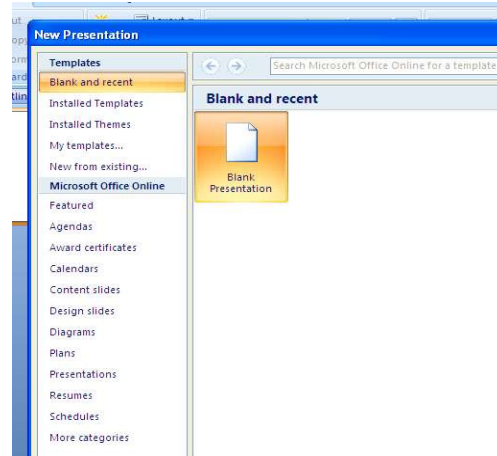 Layout
New Presentation
Templates
Blank and recent
Installed Templates
Installed Themes
My templates...
New from existing...
Microsoft Office Online
Featured
Agendas
Award certificates
Calendars
Content slides
Design slides
Diagrams
Plans
Presentations
Resumes
Schedules
More categories
Search Microsoft Office Online for a template
Blank and recent
Blank
Presentation